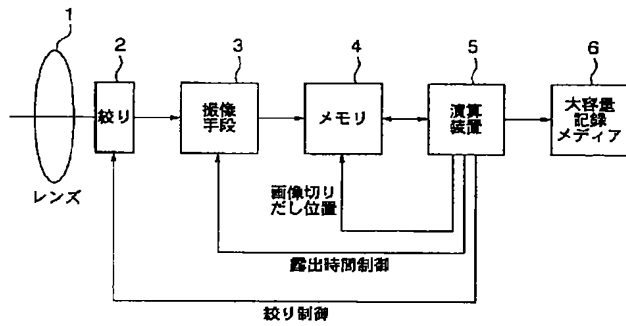 1
2
3
4
5
6
レンズ
絞り
撮像
手段
メモリ
演算
装置
大容量
記録
メディア
画像切り
だし位置
露出時間制御
絞り制御